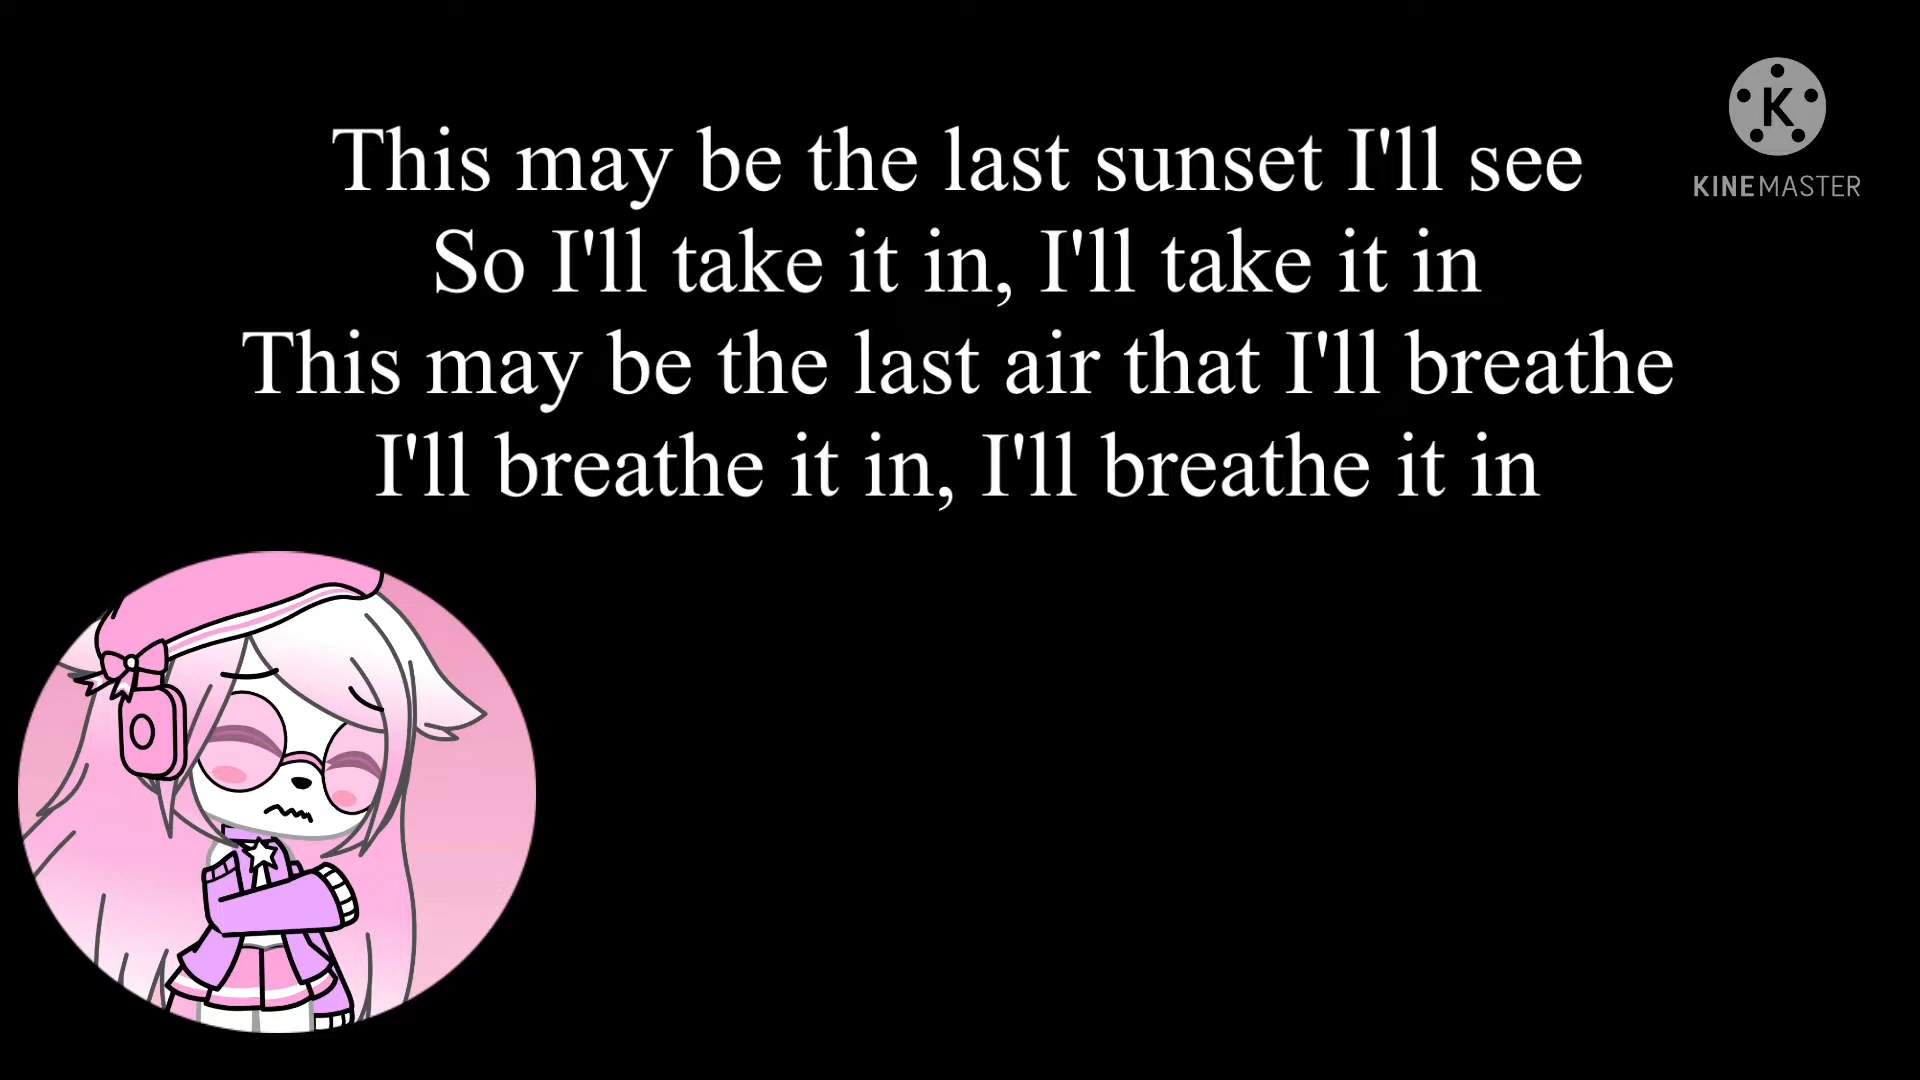 This may be the last sunset I'll see
So I'll take it in, I'll take it in
This may be the last air that I'll breathe
I'll breathe it in, I'll breathe it in
K
KINEMASTER